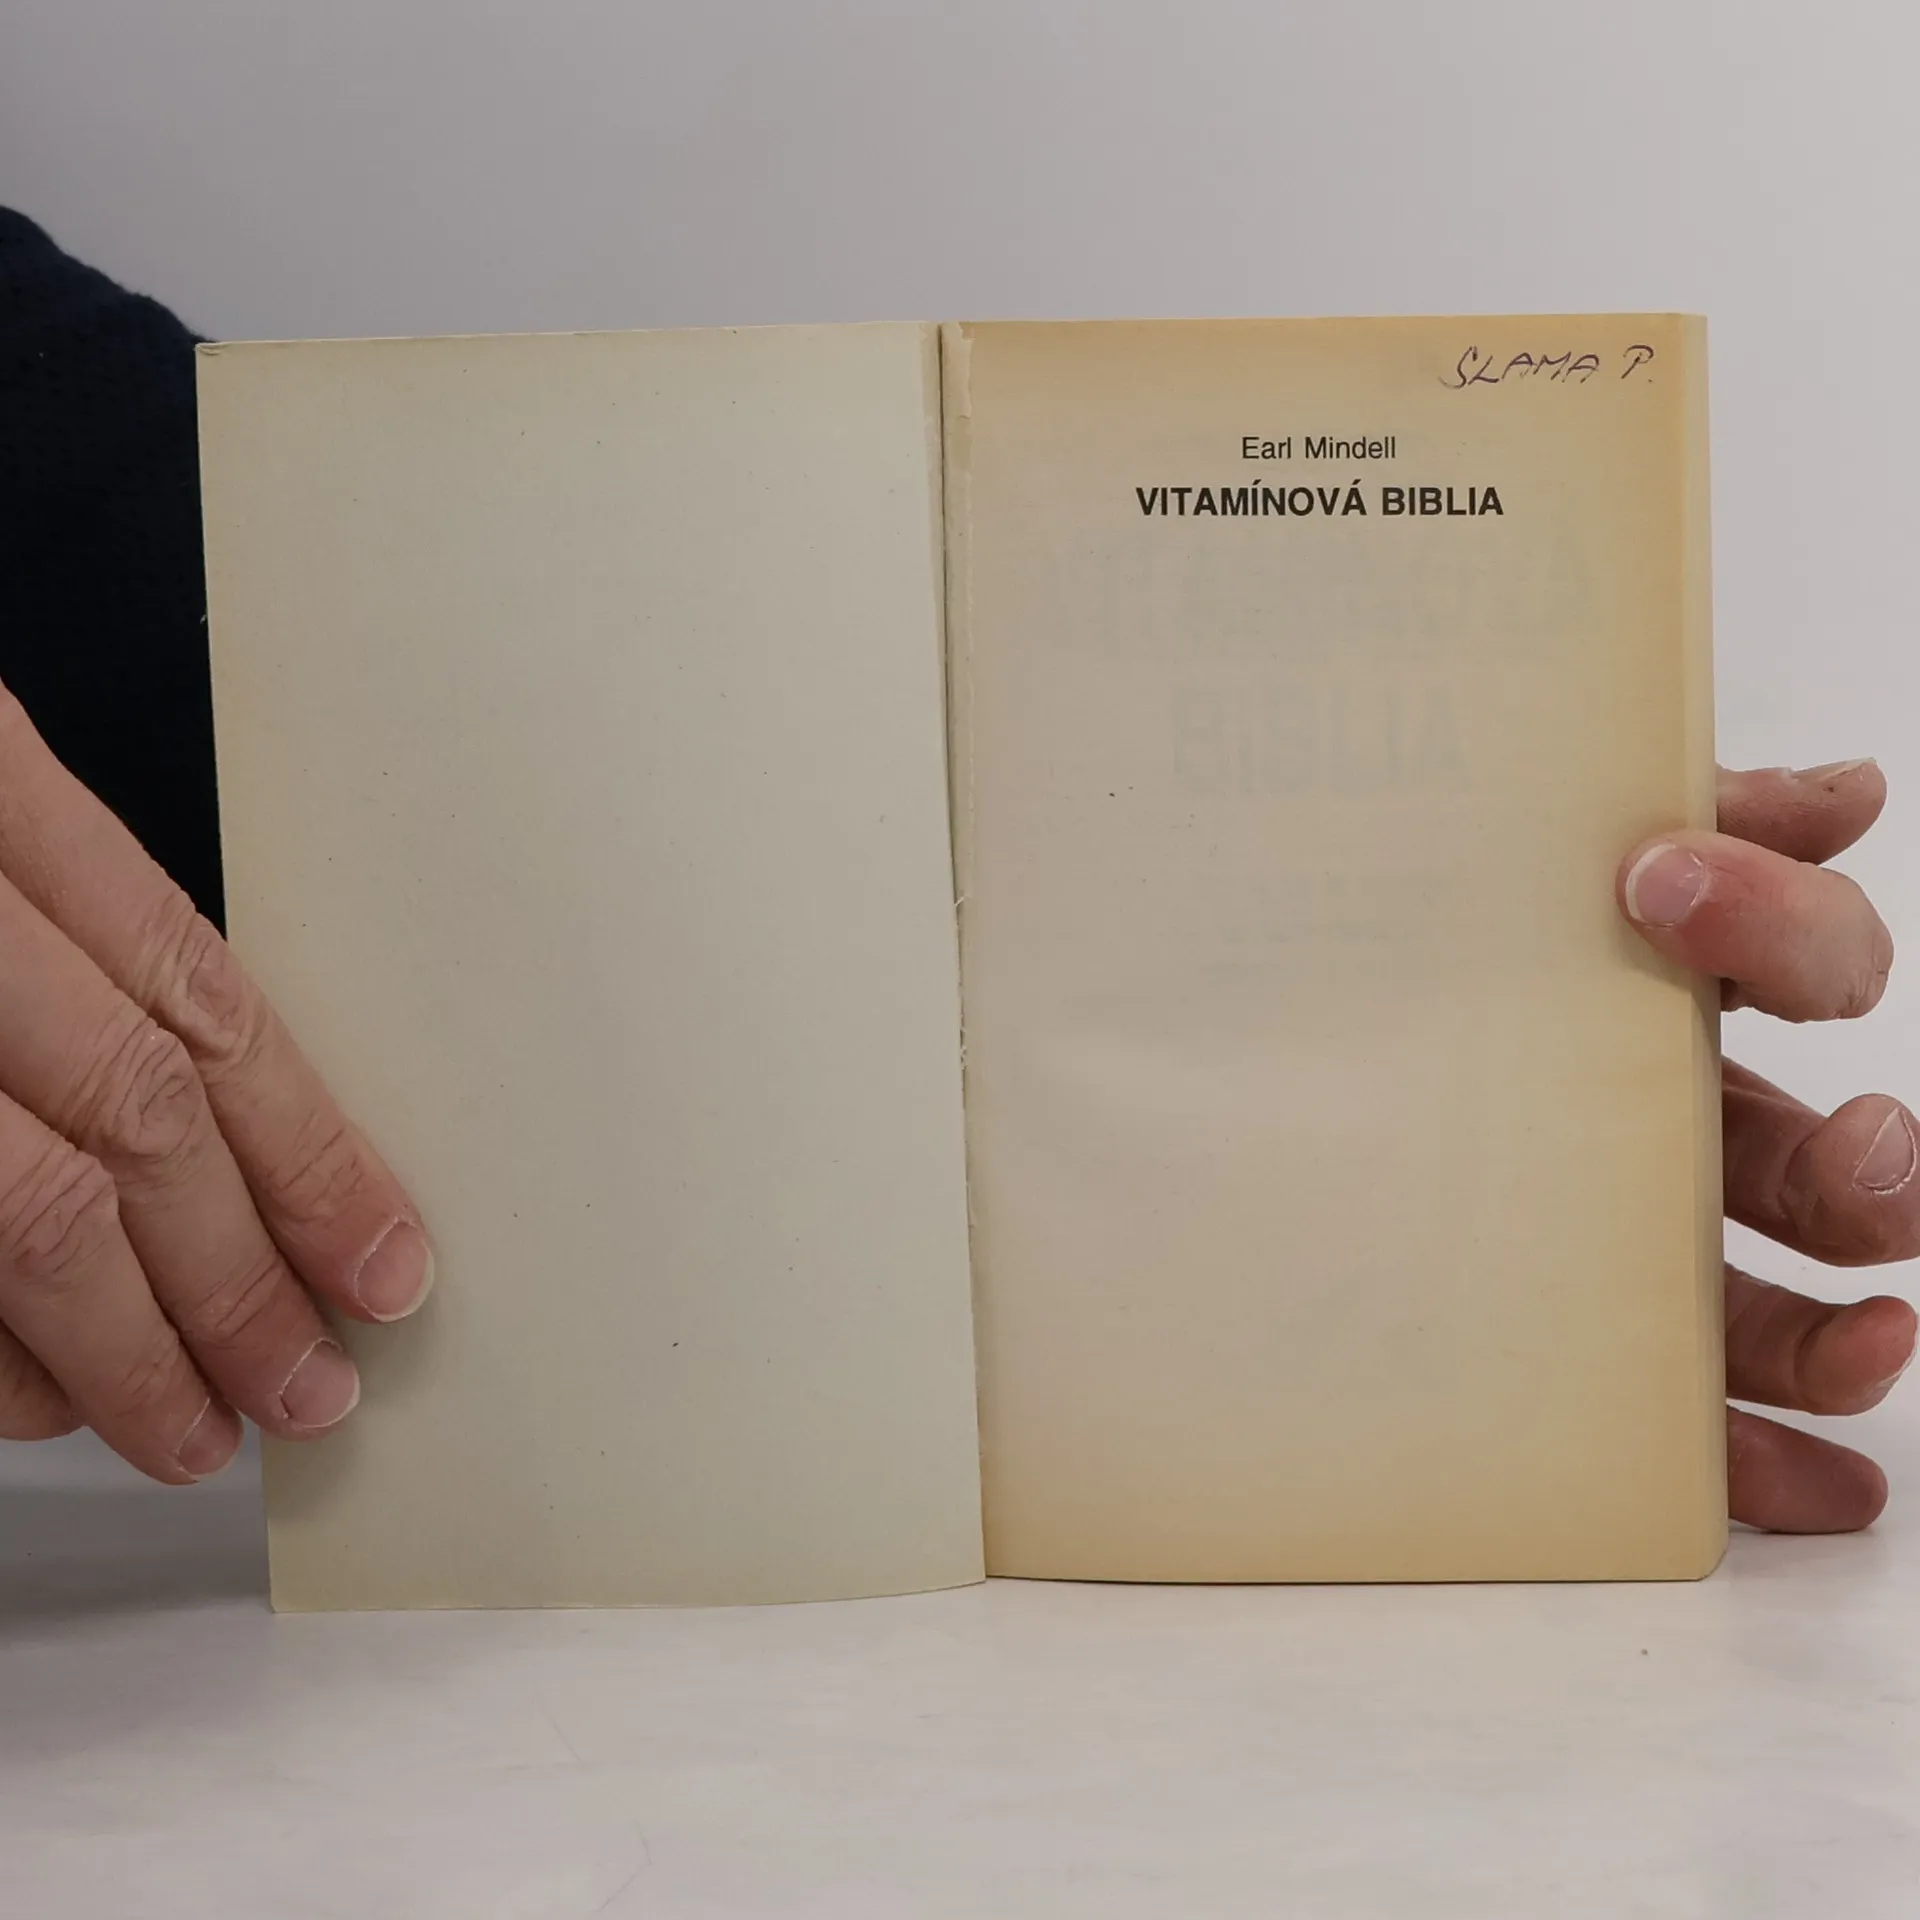 SLAMA P.
Earl Mindell
VITAMÍNOVÁ BIBLIA